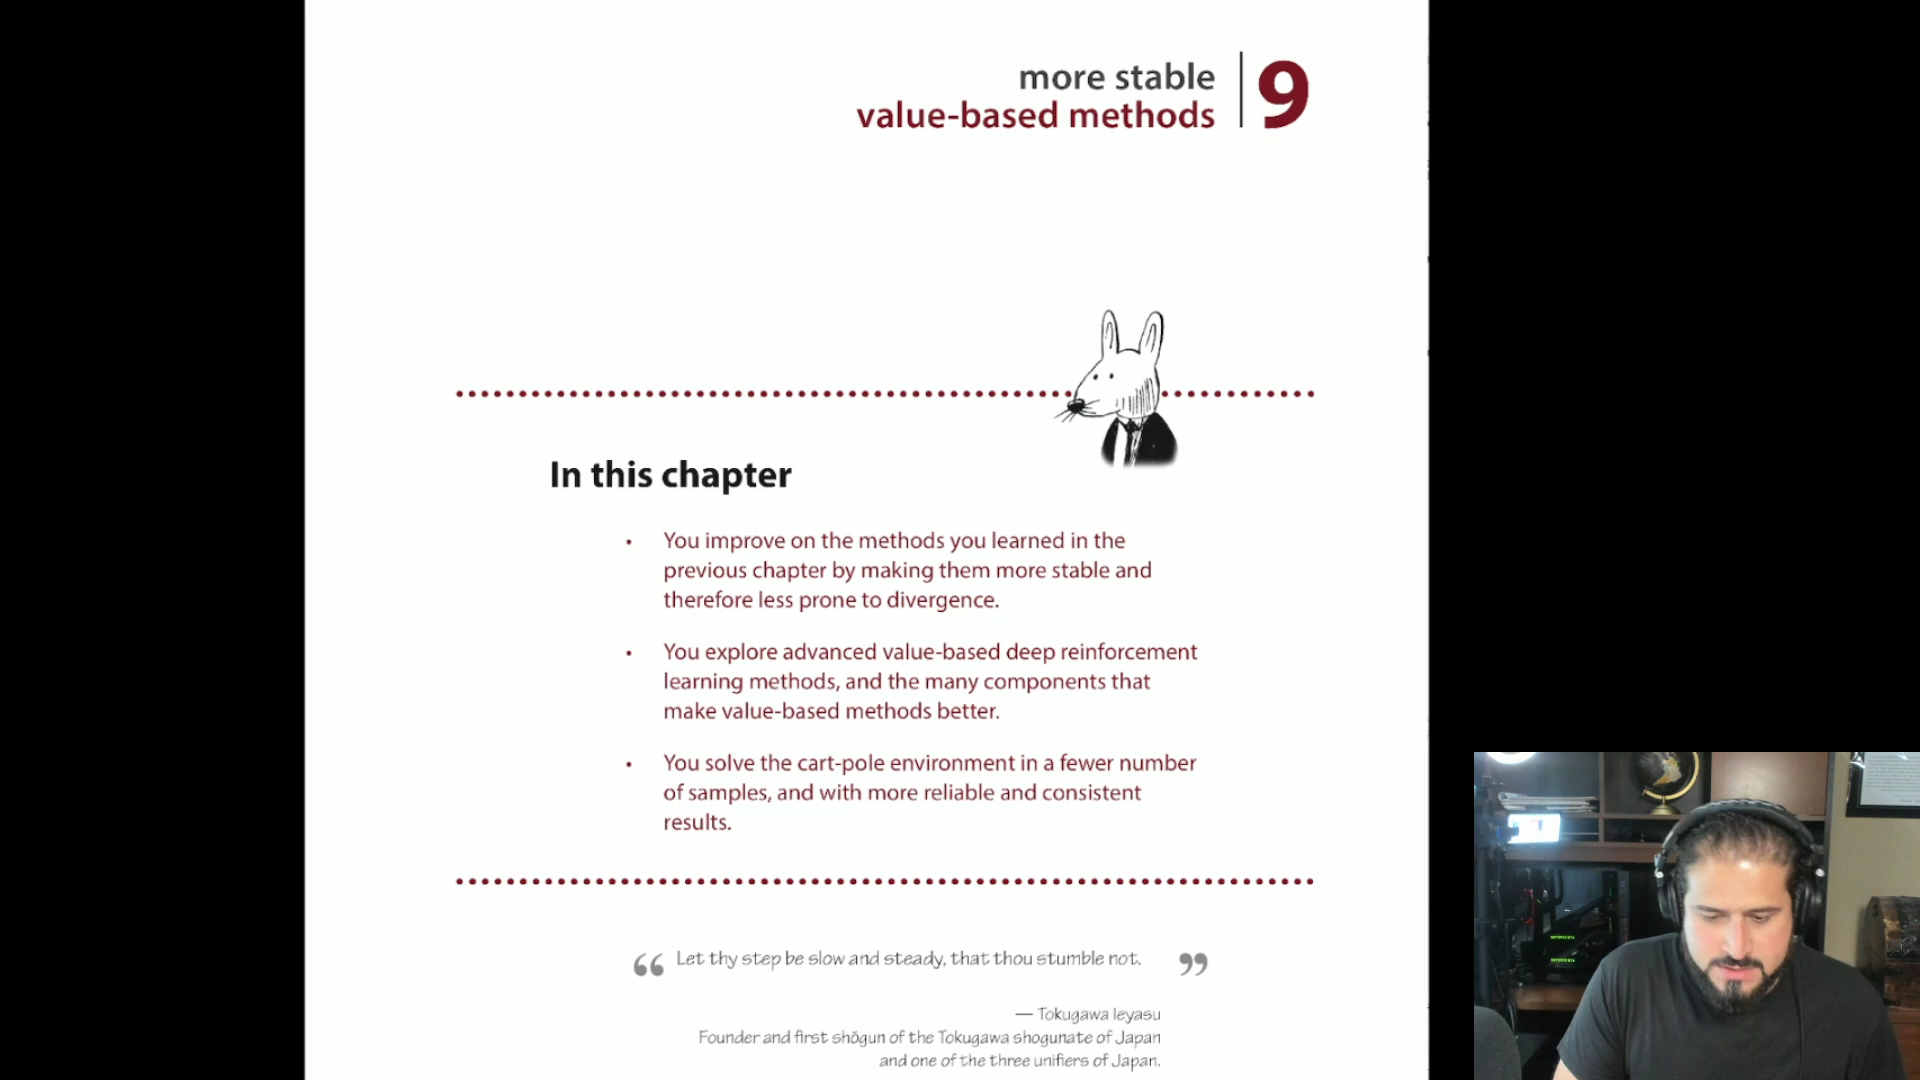 more stable
value-based methods
9
In this chapter
• You improve on the methods you learned in the
previous chapter by making them more stable and
therefore less prone to divergence.
• You explore advanced value-based deep reinforcement
learning methods, and the many components that
make value-based methods better.
• You solve the cart-pole environment in a fewer number
of samples, and with more reliable and consistent
results.
“ Let thy step be slow and steady, that thou stumble not. ”
— Tokugawa Ieyasu
Founder and first shōgun of the Tokugawa shogunate of Japan
and one of the three unifiers of Japan.